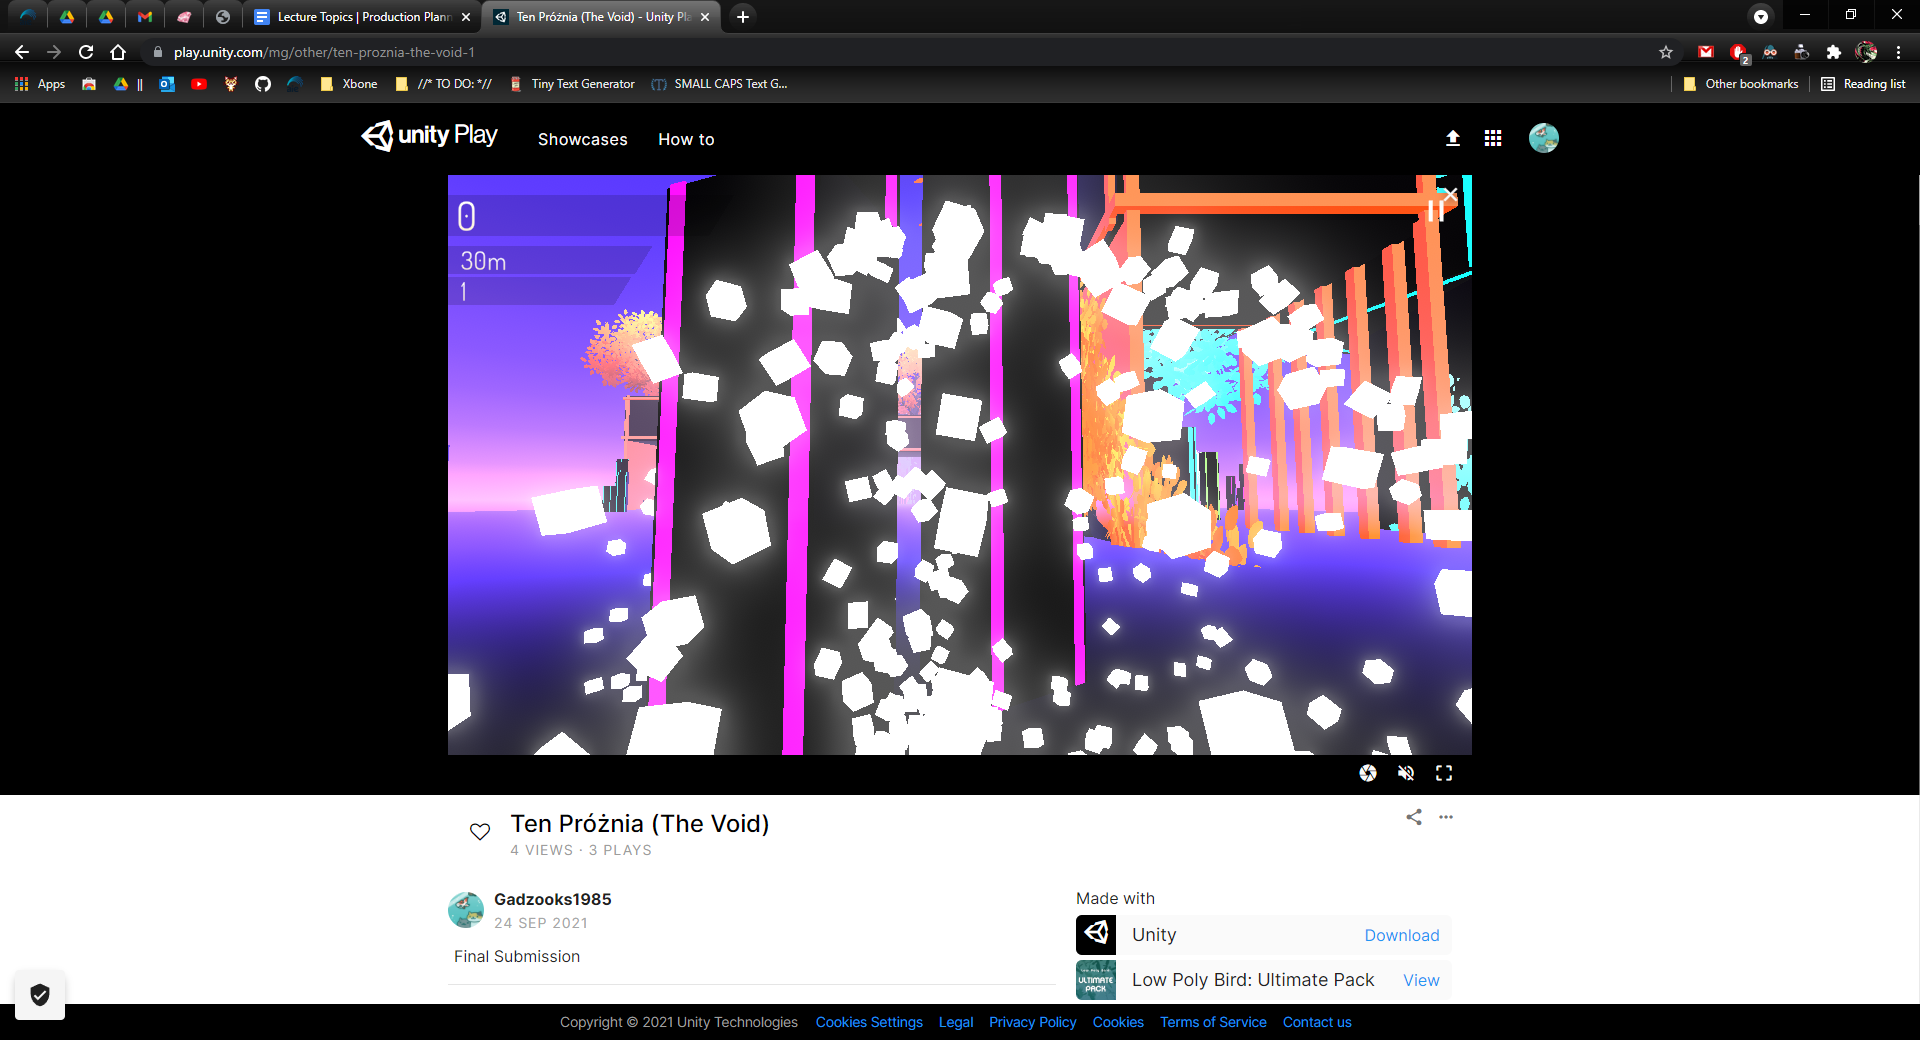 Lecture Topics | Production Plann
Ten Próżnia (The Void) - Unity Pla
play.unity.com/mg/other/ten-proznia-the-void-1
2
Apps
||
Xbone
//* TO DO: *//
Tiny Text Generator
SMALL CAPS Text G...
Other bookmarks
Reading list
unity Play
Showcases
How to
0
30m
1
Ten Próżnia (The Void)
4 VIEWS · 3 PLAYS
Gadzooks1985
24 SEP 2021
Final Submission
Made with
Unity
Download
ULTIMATE
PACK
Low Poly Bird: Ultimate Pack
View
Copyright © 2021 Unity Technologies
Cookies Settings
Legal
Privacy Policy
Cookies
Terms of Service
Contact us